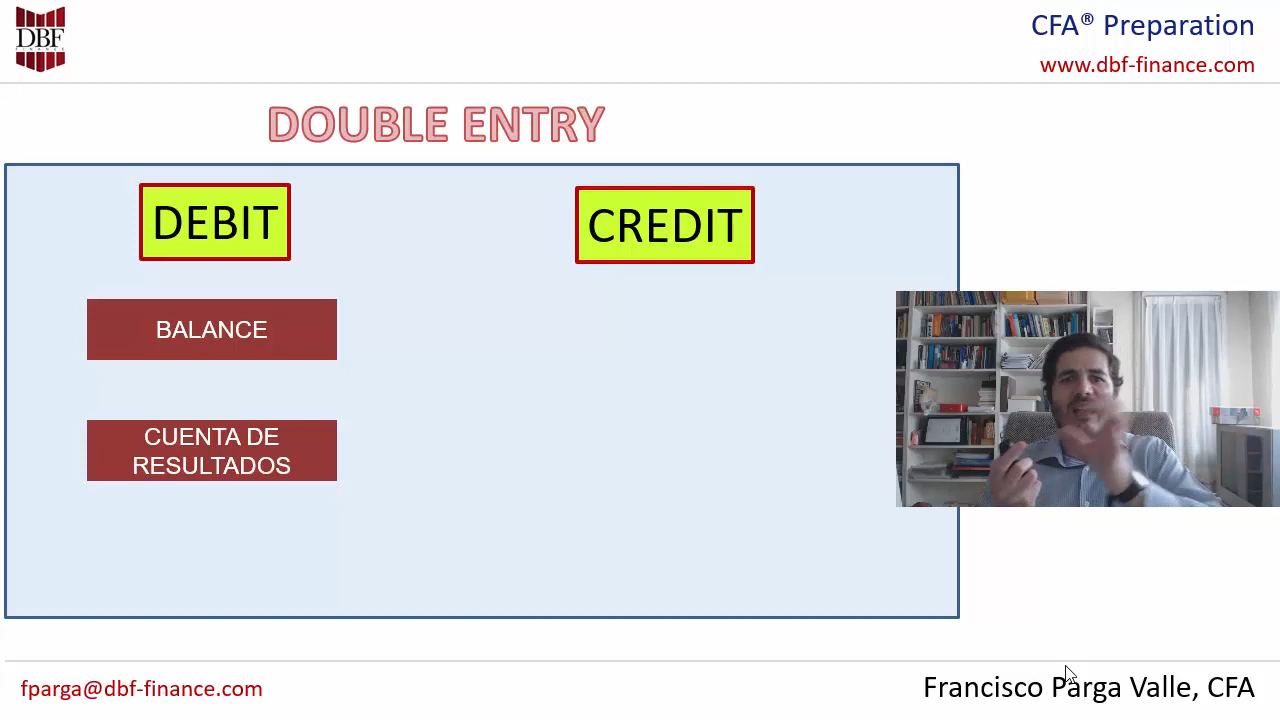 DBF
FINANCE
CFA® Preparation
www.dbf-finance.com
DOUBLE ENTRY
DEBIT
CREDIT
BALANCE
CUENTA DE
RESULTADOS
fparga@dbf-finance.com
Francisco Parga Valle, CFA